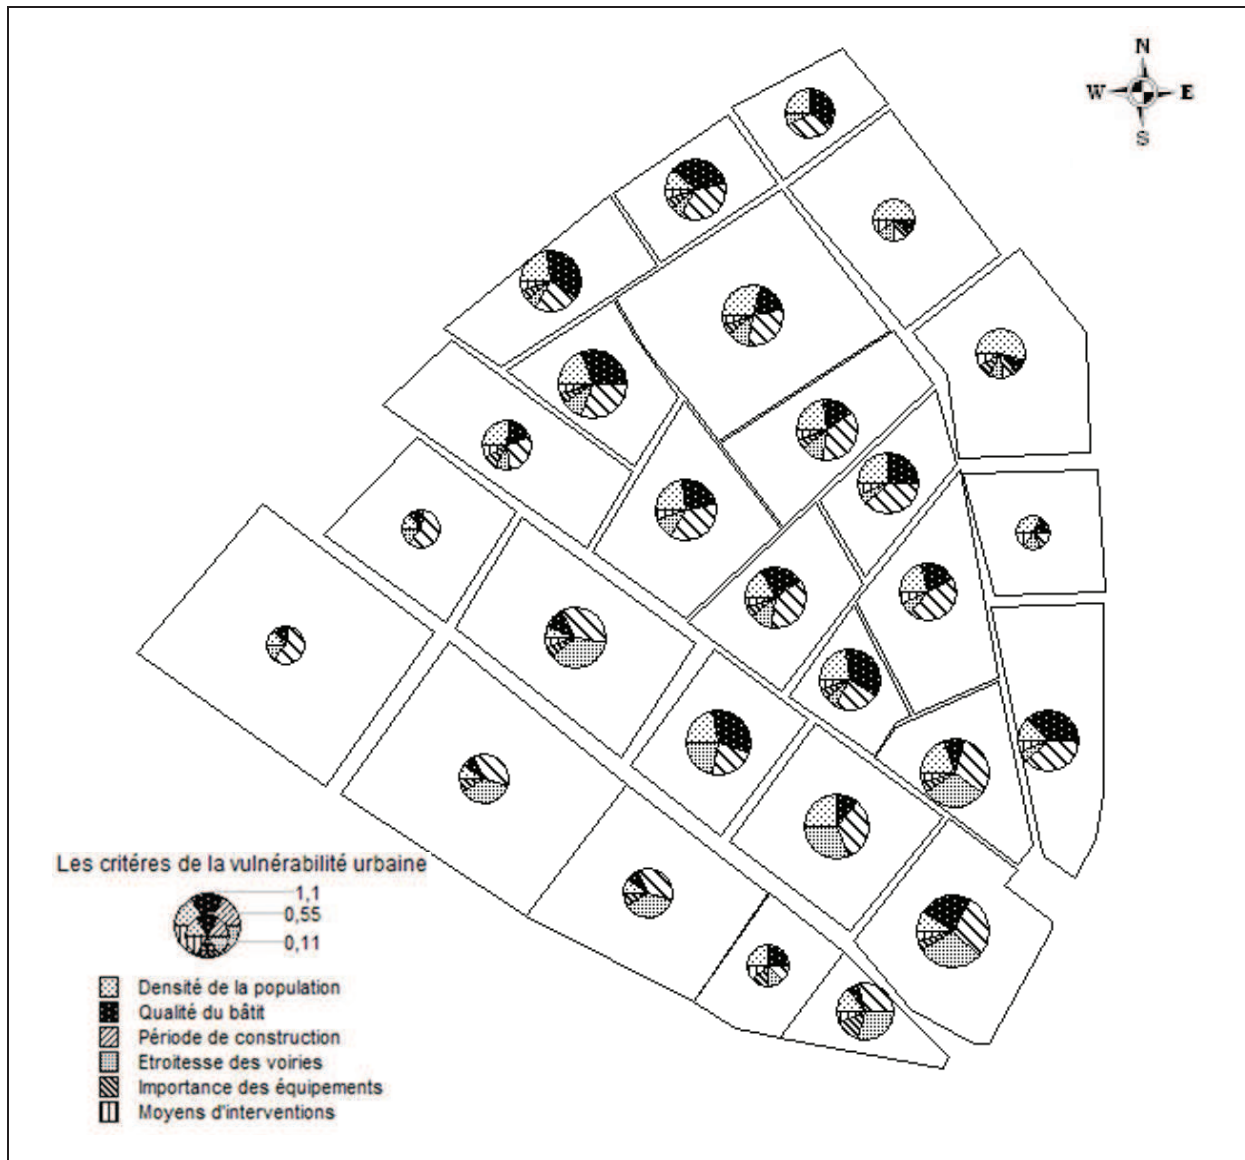 N
W E
S
Les critéres de la vulnérabilité urbaine
1,1
0,55
0,11
Densité de la population
Qualité du bâtit
Période de construction
Etroitesse des voiries
Importance des équipements
Moyens d'interventions